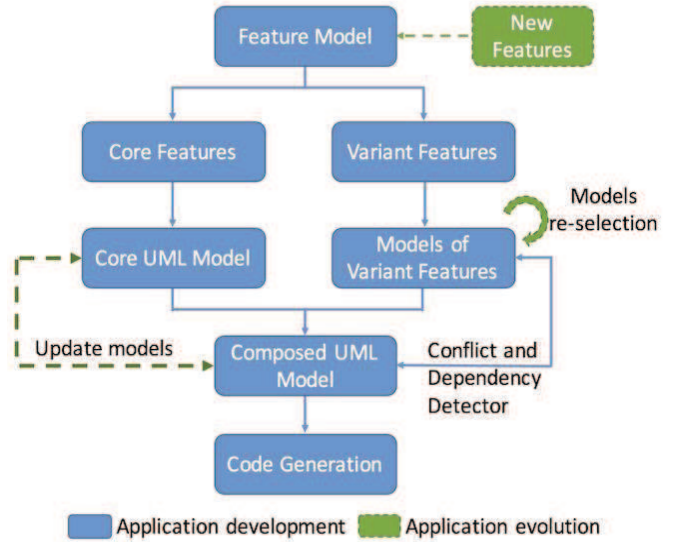 Feature Model
New
Features
Core Features
Variant Features
Models
re-selection
Core UML Model
Models of
Variant Features
Update models
Composed UML
Model
Conflict and
Dependency
Detector
Code Generation
Application development
Application evolution